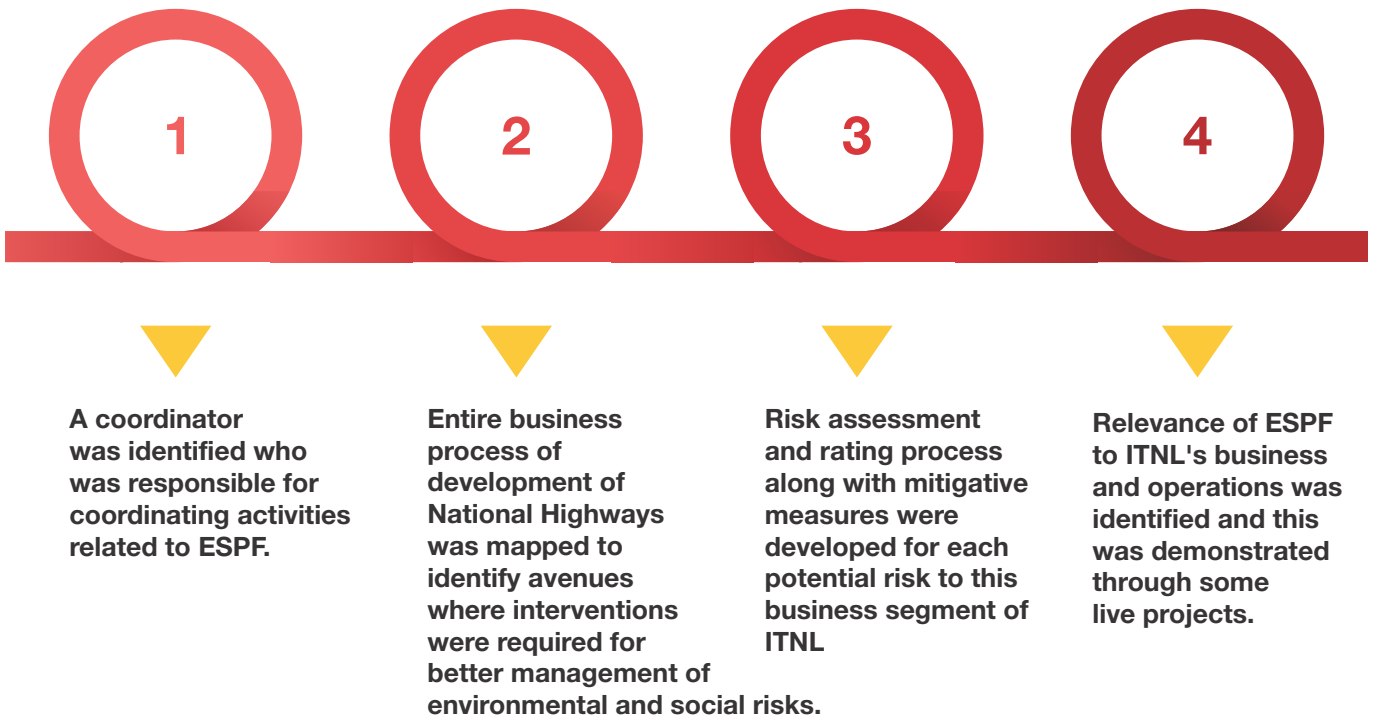 1
2
3
4
A coordinator
was identified who
was responsible for
coordinating activities
related to ESPF.
Entire business
process of
development of
National Highways
was mapped to
identify avenues
where interventions
were required for
better management of
environmental and social risks.
Risk assessment
and rating process
along with mitigative
measures were
developed for each
potential risk to this
business segment of
ITNL
Relevance of ESPF
to ITNL's business
and operations was
identified and this
was demonstrated
through some
live projects.